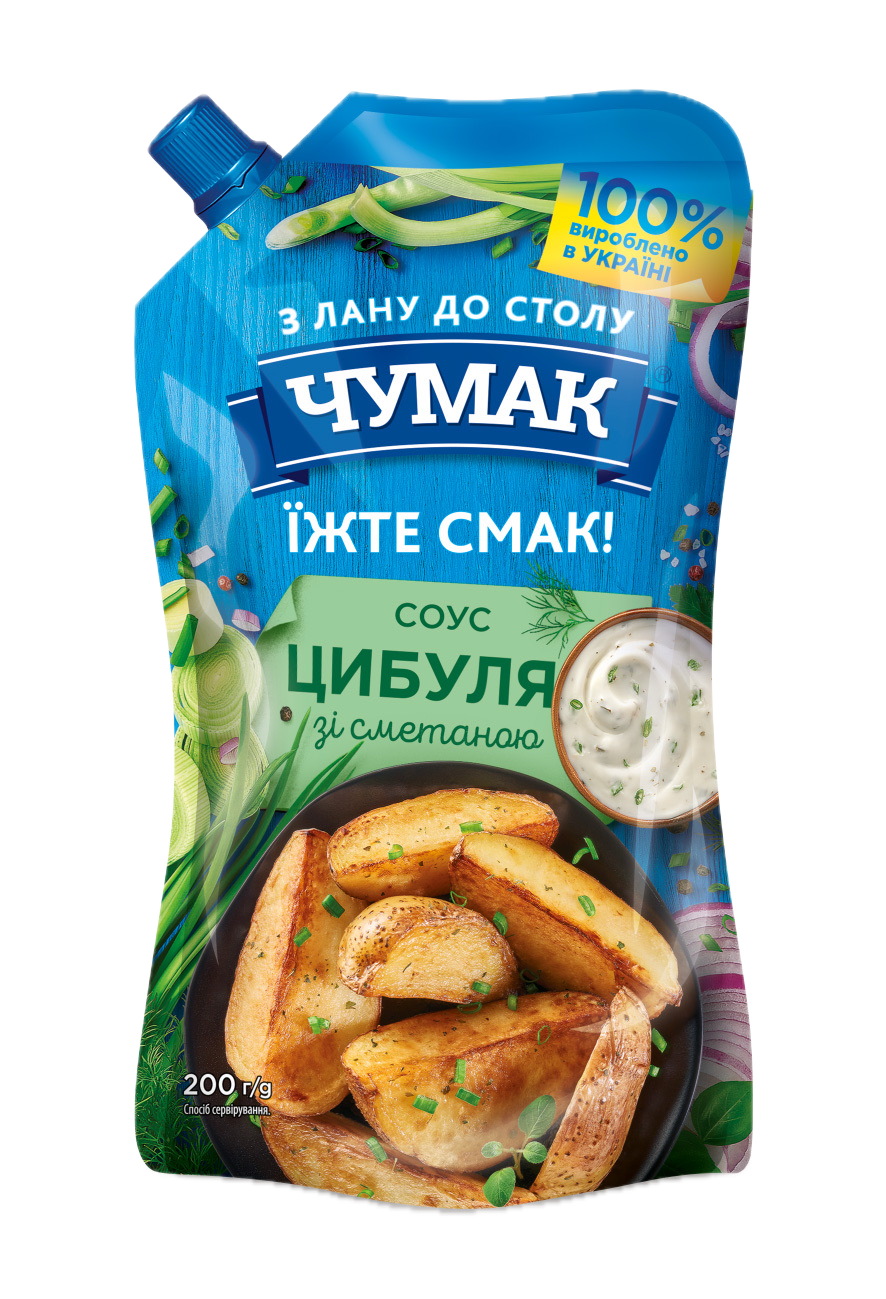 100%
вироблено
в УКРАЇНІ
З ЛАНУ ДО СТОЛУ
ЧУМАК®
ЇЖТЕ СМАК!
СОУС
ЦИБУЛЯ
зі сметаною
200 г/g
Спосіб сервірування.